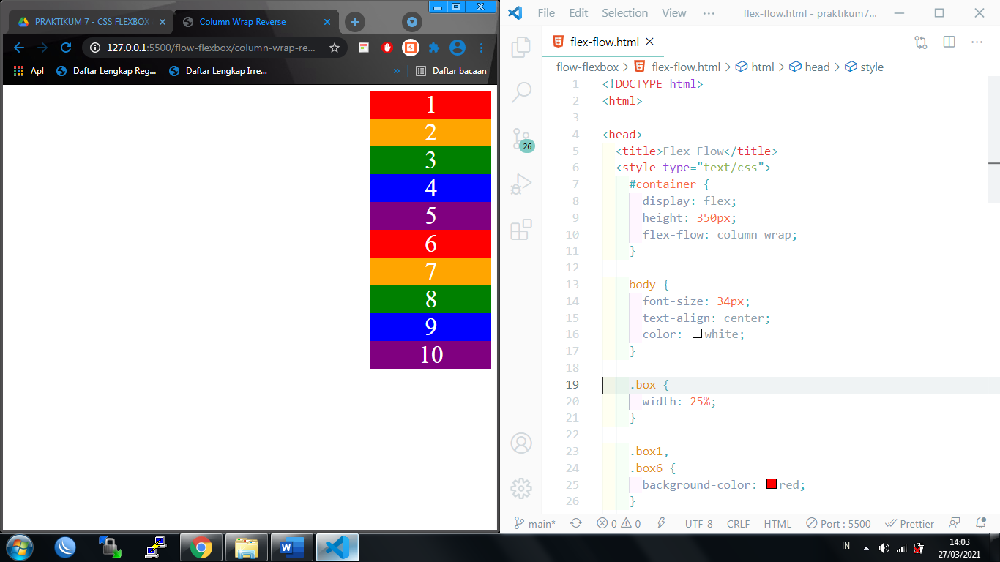 PRAKTIKUM 7 - CSS FLEXBOX
Column Wrap Reverse
127.0.0.1:5500/flow-flexbox/column-wrap-re...
Apl
Daftar Lengkap Reg...
Daftar Lengkap Irre...
»
Daftar bacaan
1
2
3
4
5
6
7
8
9
10
File Edit Selection View ··· flex-flow.html - praktikum7...
flex-flow.html
flow-flexbox > flex-flow.html > html > head > style
1 <!DOCTYPE html>
2 <html>
3
4 <head>
5 <title>Flex Flow</title>
6 <style type="text/css">
7 #container {
8 display: flex;
9 height: 350px;
10 flex-flow: column wrap;
11 }
12
13 body {
14 font-size: 34px;
15 text-align: center;
16 color: white;
17 }
18
19 .box {
20 width: 25%;
21 }
22
23 .box1,
24 .box6 {
25 background-color: red;
26 }
26
main* 0 0 UTF-8 CRLF HTML Port : 5500 Prettier
IN
14:03
27/03/2021